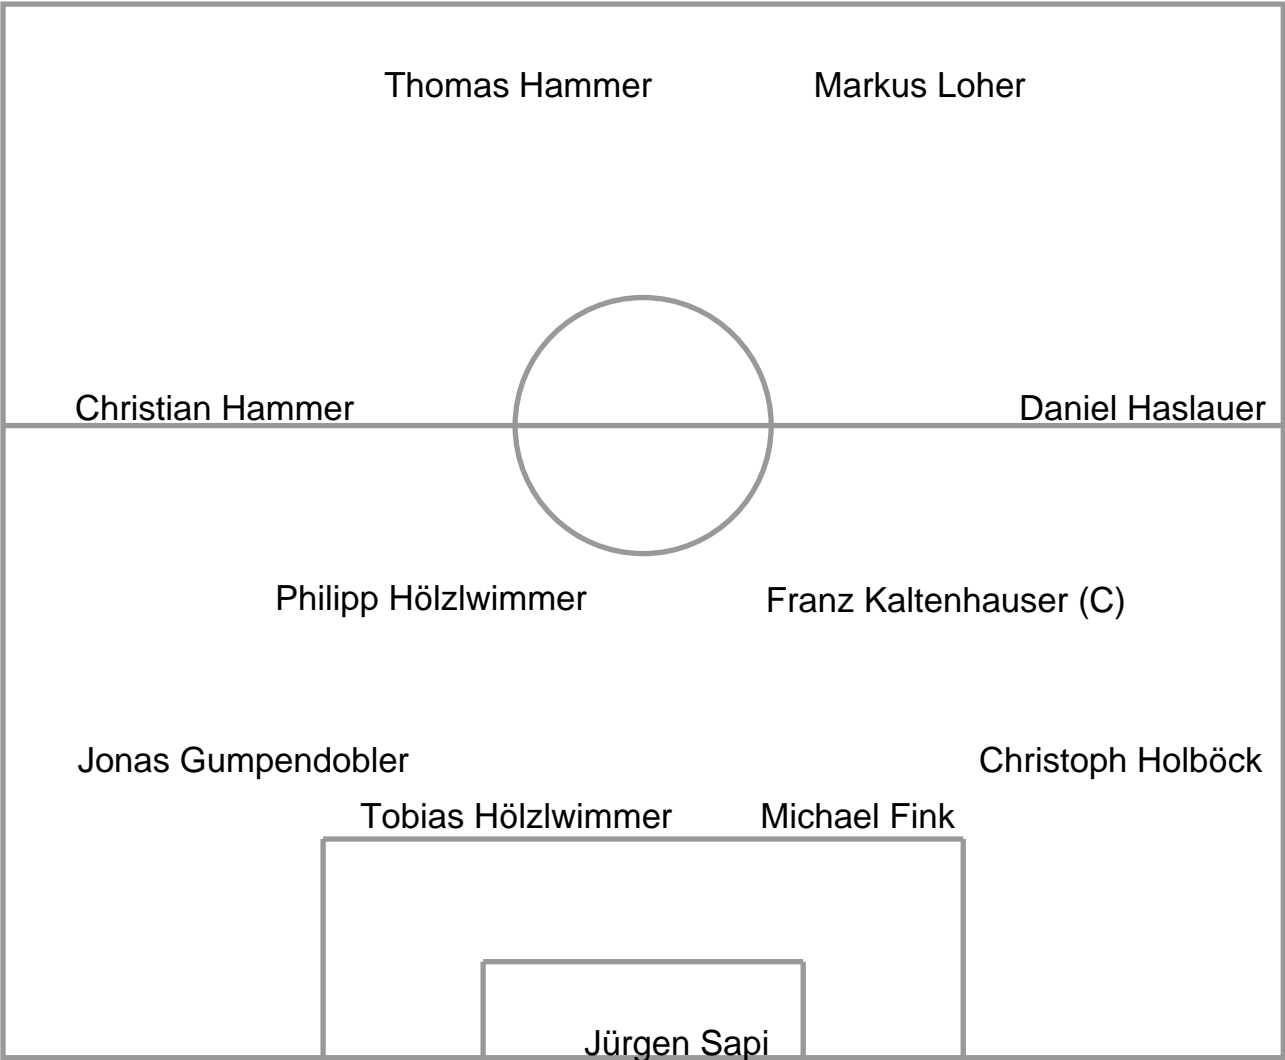 Thomas Hammer
Markus Loher
Christian Hammer
Daniel Haslauer
Philipp Hölzlwimmer
Franz Kaltenhauser (C)
Jonas Gumpendobler
Christoph Holböck
Tobias Hölzlwimmer
Michael Fink
Jürgen Sapi